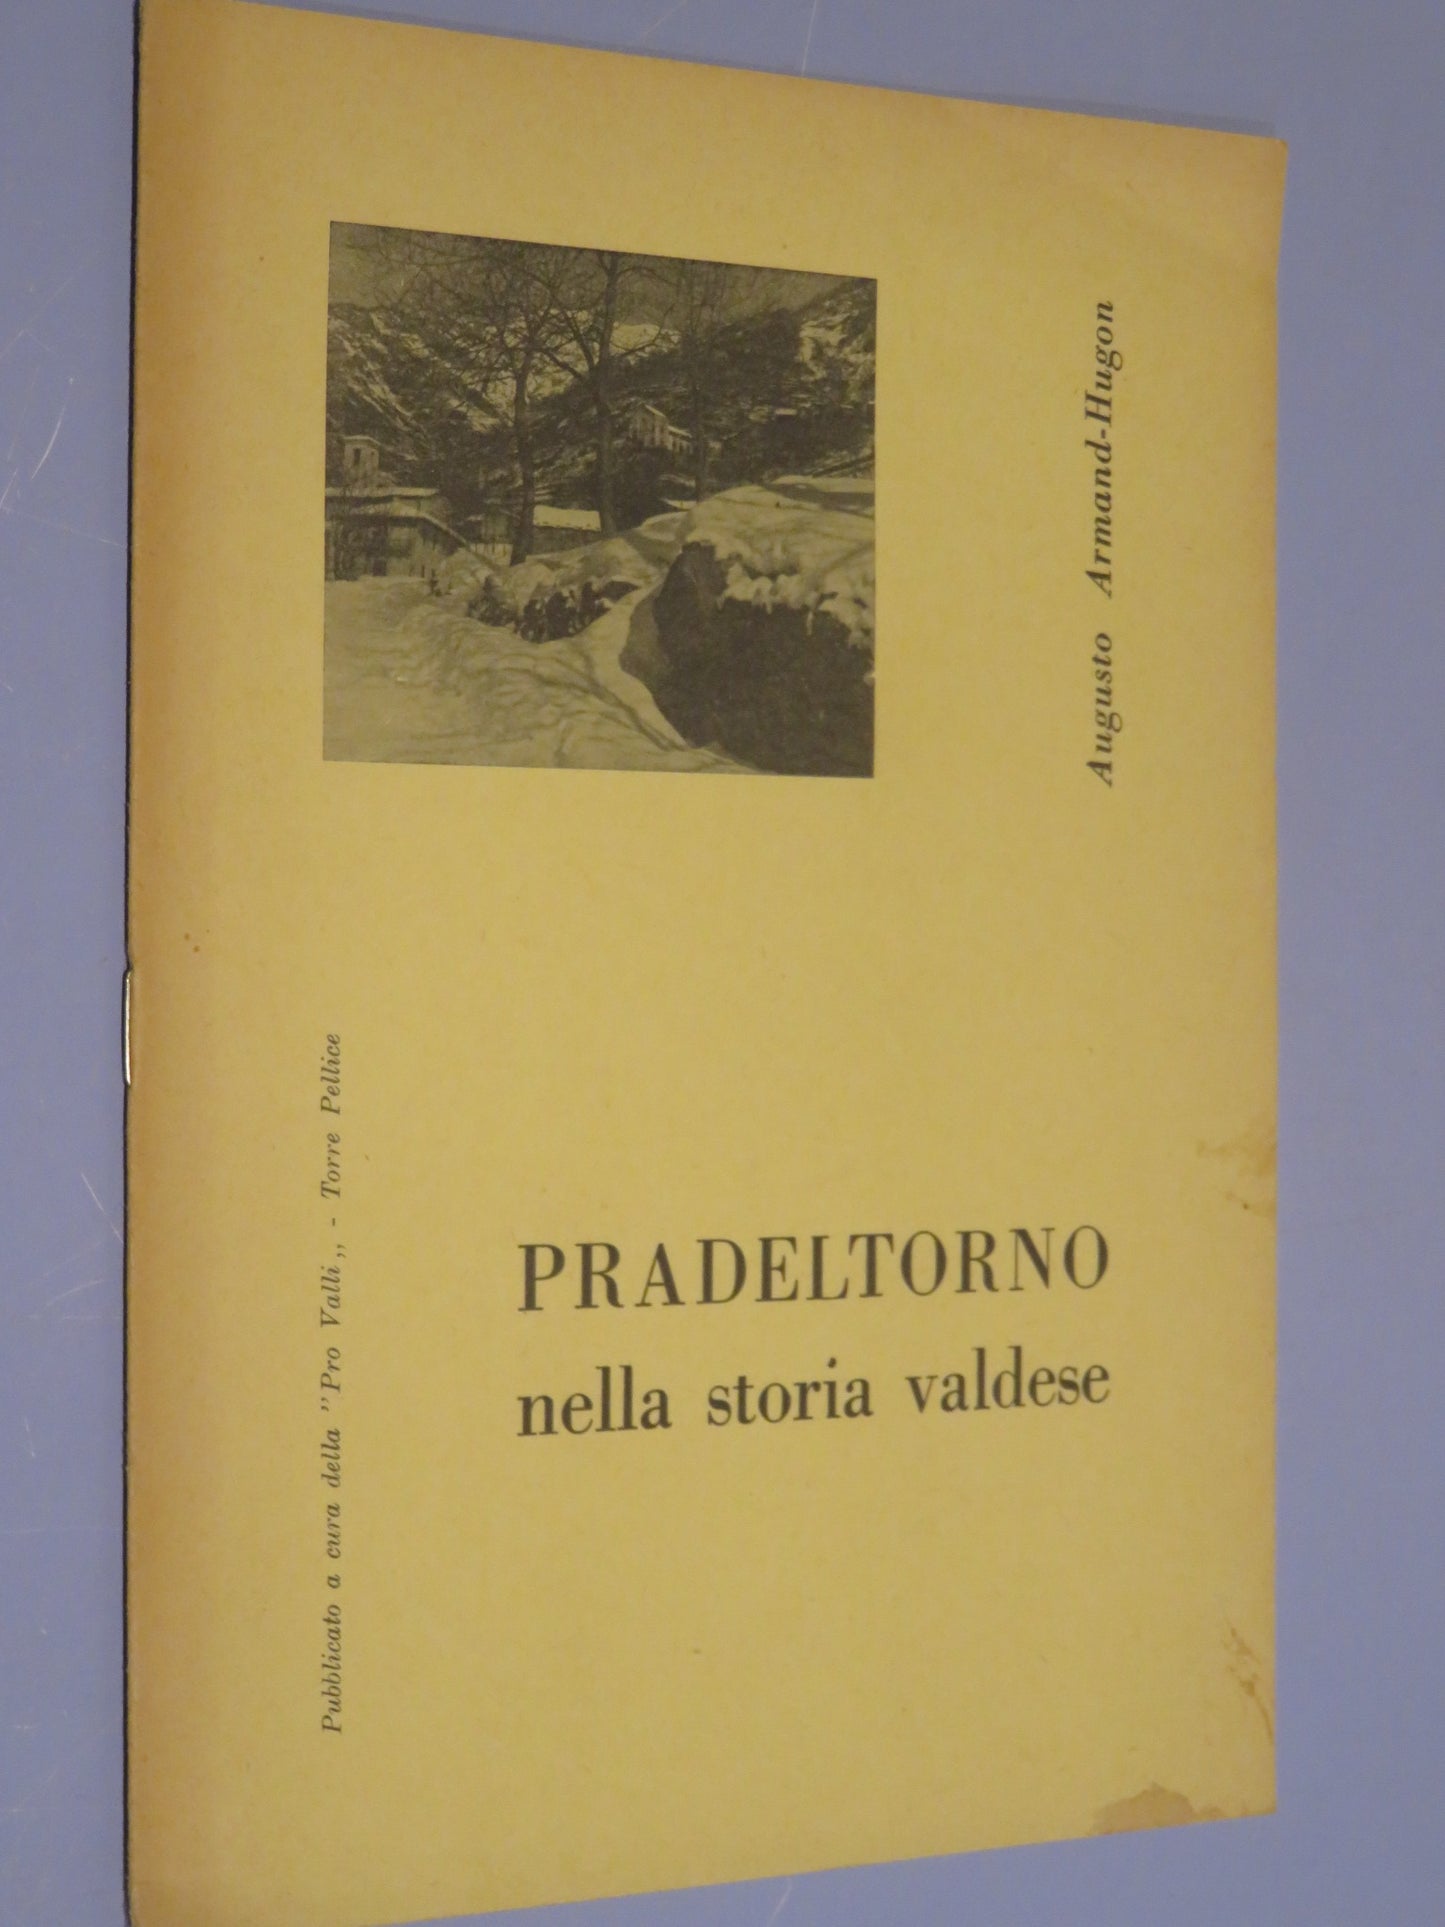 Augusto Armand-Hugon
PRADELTORNO
nella storia valdese
Pubblicato a cura della "Pro Valli„ - Torre Pellice